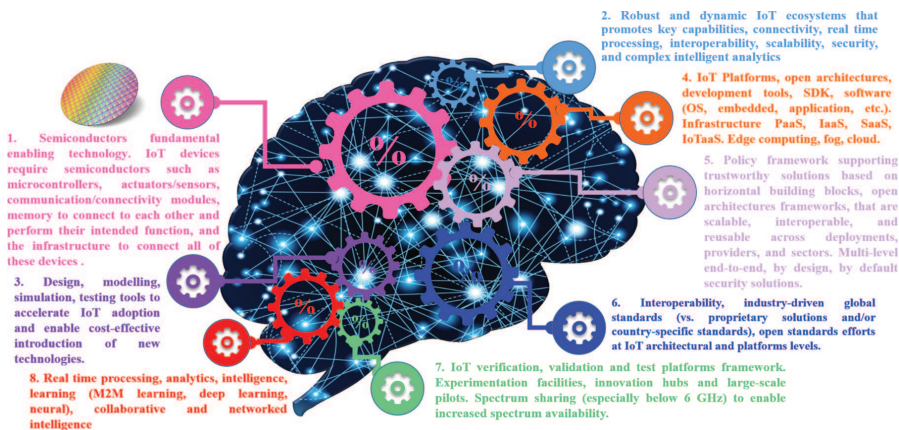 1. Semiconductors fundamental
enabling technology. IoT devices
require semiconductors such as
microcontrollers, actuators/sensors,
communication/connectivity modules,
memory to connect to each other and
perform their intended function, and
the infrastructure to connect all of
these devices .
2. Robust and dynamic IoT ecosystems that
promotes key capabilities, connectivity, real time
processing, interoperability, scalability, security,
and complex intelligent analytics
3. Design, modelling,
simulation, testing tools to
accelerate IoT adoption
and enable cost-effective
introduction of new
technologies.
4. IoT Platforms, open architectures,
development tools, SDK, software
(OS, embedded, application, etc.).
Infrastructure PaaS, IaaS, SaaS,
IoTaaS. Edge computing, fog, cloud.
5. Policy framework supporting
trustworthy solutions based on
horizontal building blocks, open
architectures frameworks, that are
scalable, interoperable, and
reusable across deployments,
providers, and sectors. Multi-level
end-to-end, by design, by default
security solutions.
6. Interoperability, industry-driven global
standards (vs. proprietary solutions and/or
country-specific standards), open standards efforts
at IoT architectural and platforms levels.
7. IoT verification, validation and test platforms framework.
Experimentation facilities, innovation hubs and large-scale
pilots. Spectrum sharing (especially below 6 GHz) to enable
increased spectrum availability.
8. Real time processing, analytics, intelligence,
learning (M2M learning, deep learning,
neural), collaborative and networked
intelligence
%
%
%
%
%
%
%
%